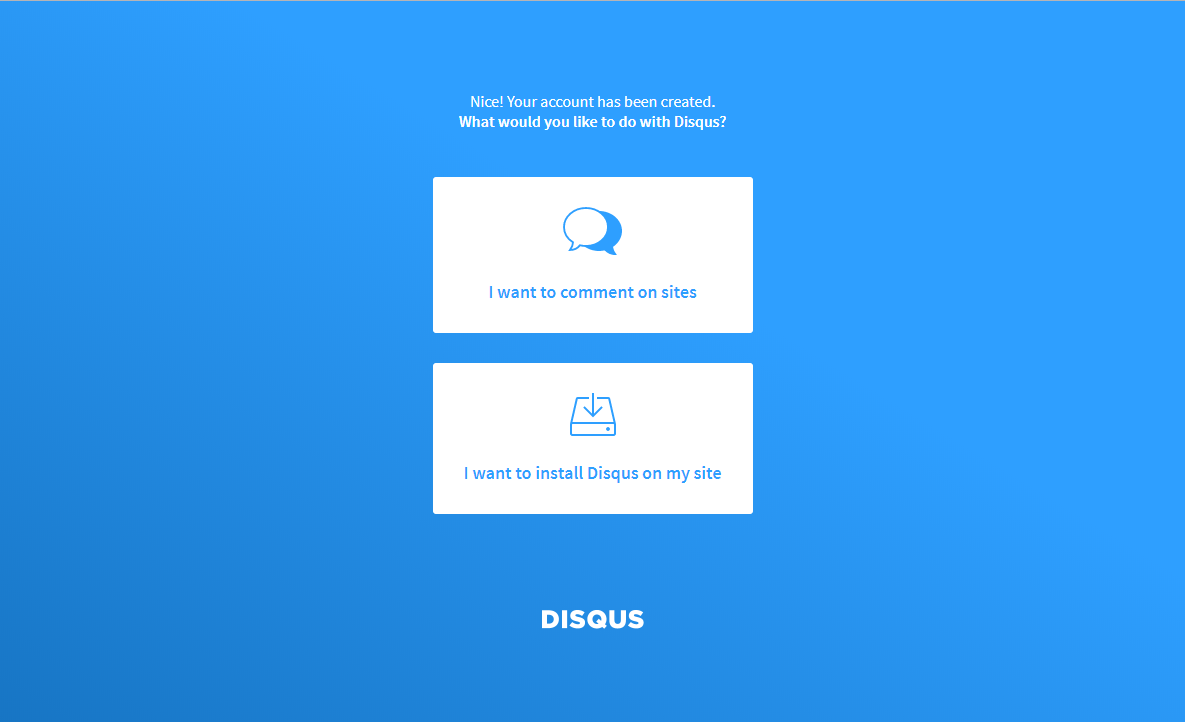 Nice! Your account has been created.
What would you like to do with Disqus?
I want to comment on sites
I want to install Disqus on my site
DISQUS